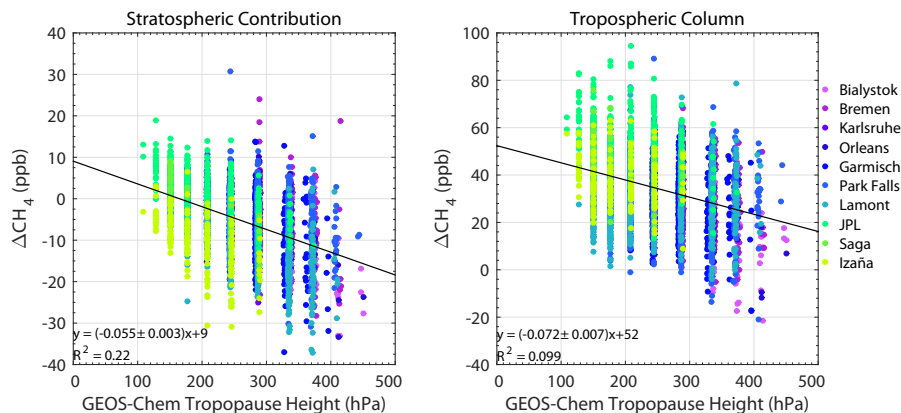 Stratospheric Contribution
40
30
20
10
0
-10
-20
-30
-40
ΔCH4 (ppb)
y = (-0.055± 0.003)x+9
R2 = 0.22
0 100 200 300 400 500
GEOS-Chem Tropopause Height (hPa)
Tropospheric Column
100
80
60
40
20
0
-20
-40
ΔCH4 (ppb)
y = (-0.072± 0.007)x+52
R2 = 0.099
0 100 200 300 400 500
GEOS-Chem Tropopause Height (hPa)
Bialystok
Bremen
Karlsruhe
Orleans
Garmisch
Park Falls
Lamont
JPL
Saga
Izaña